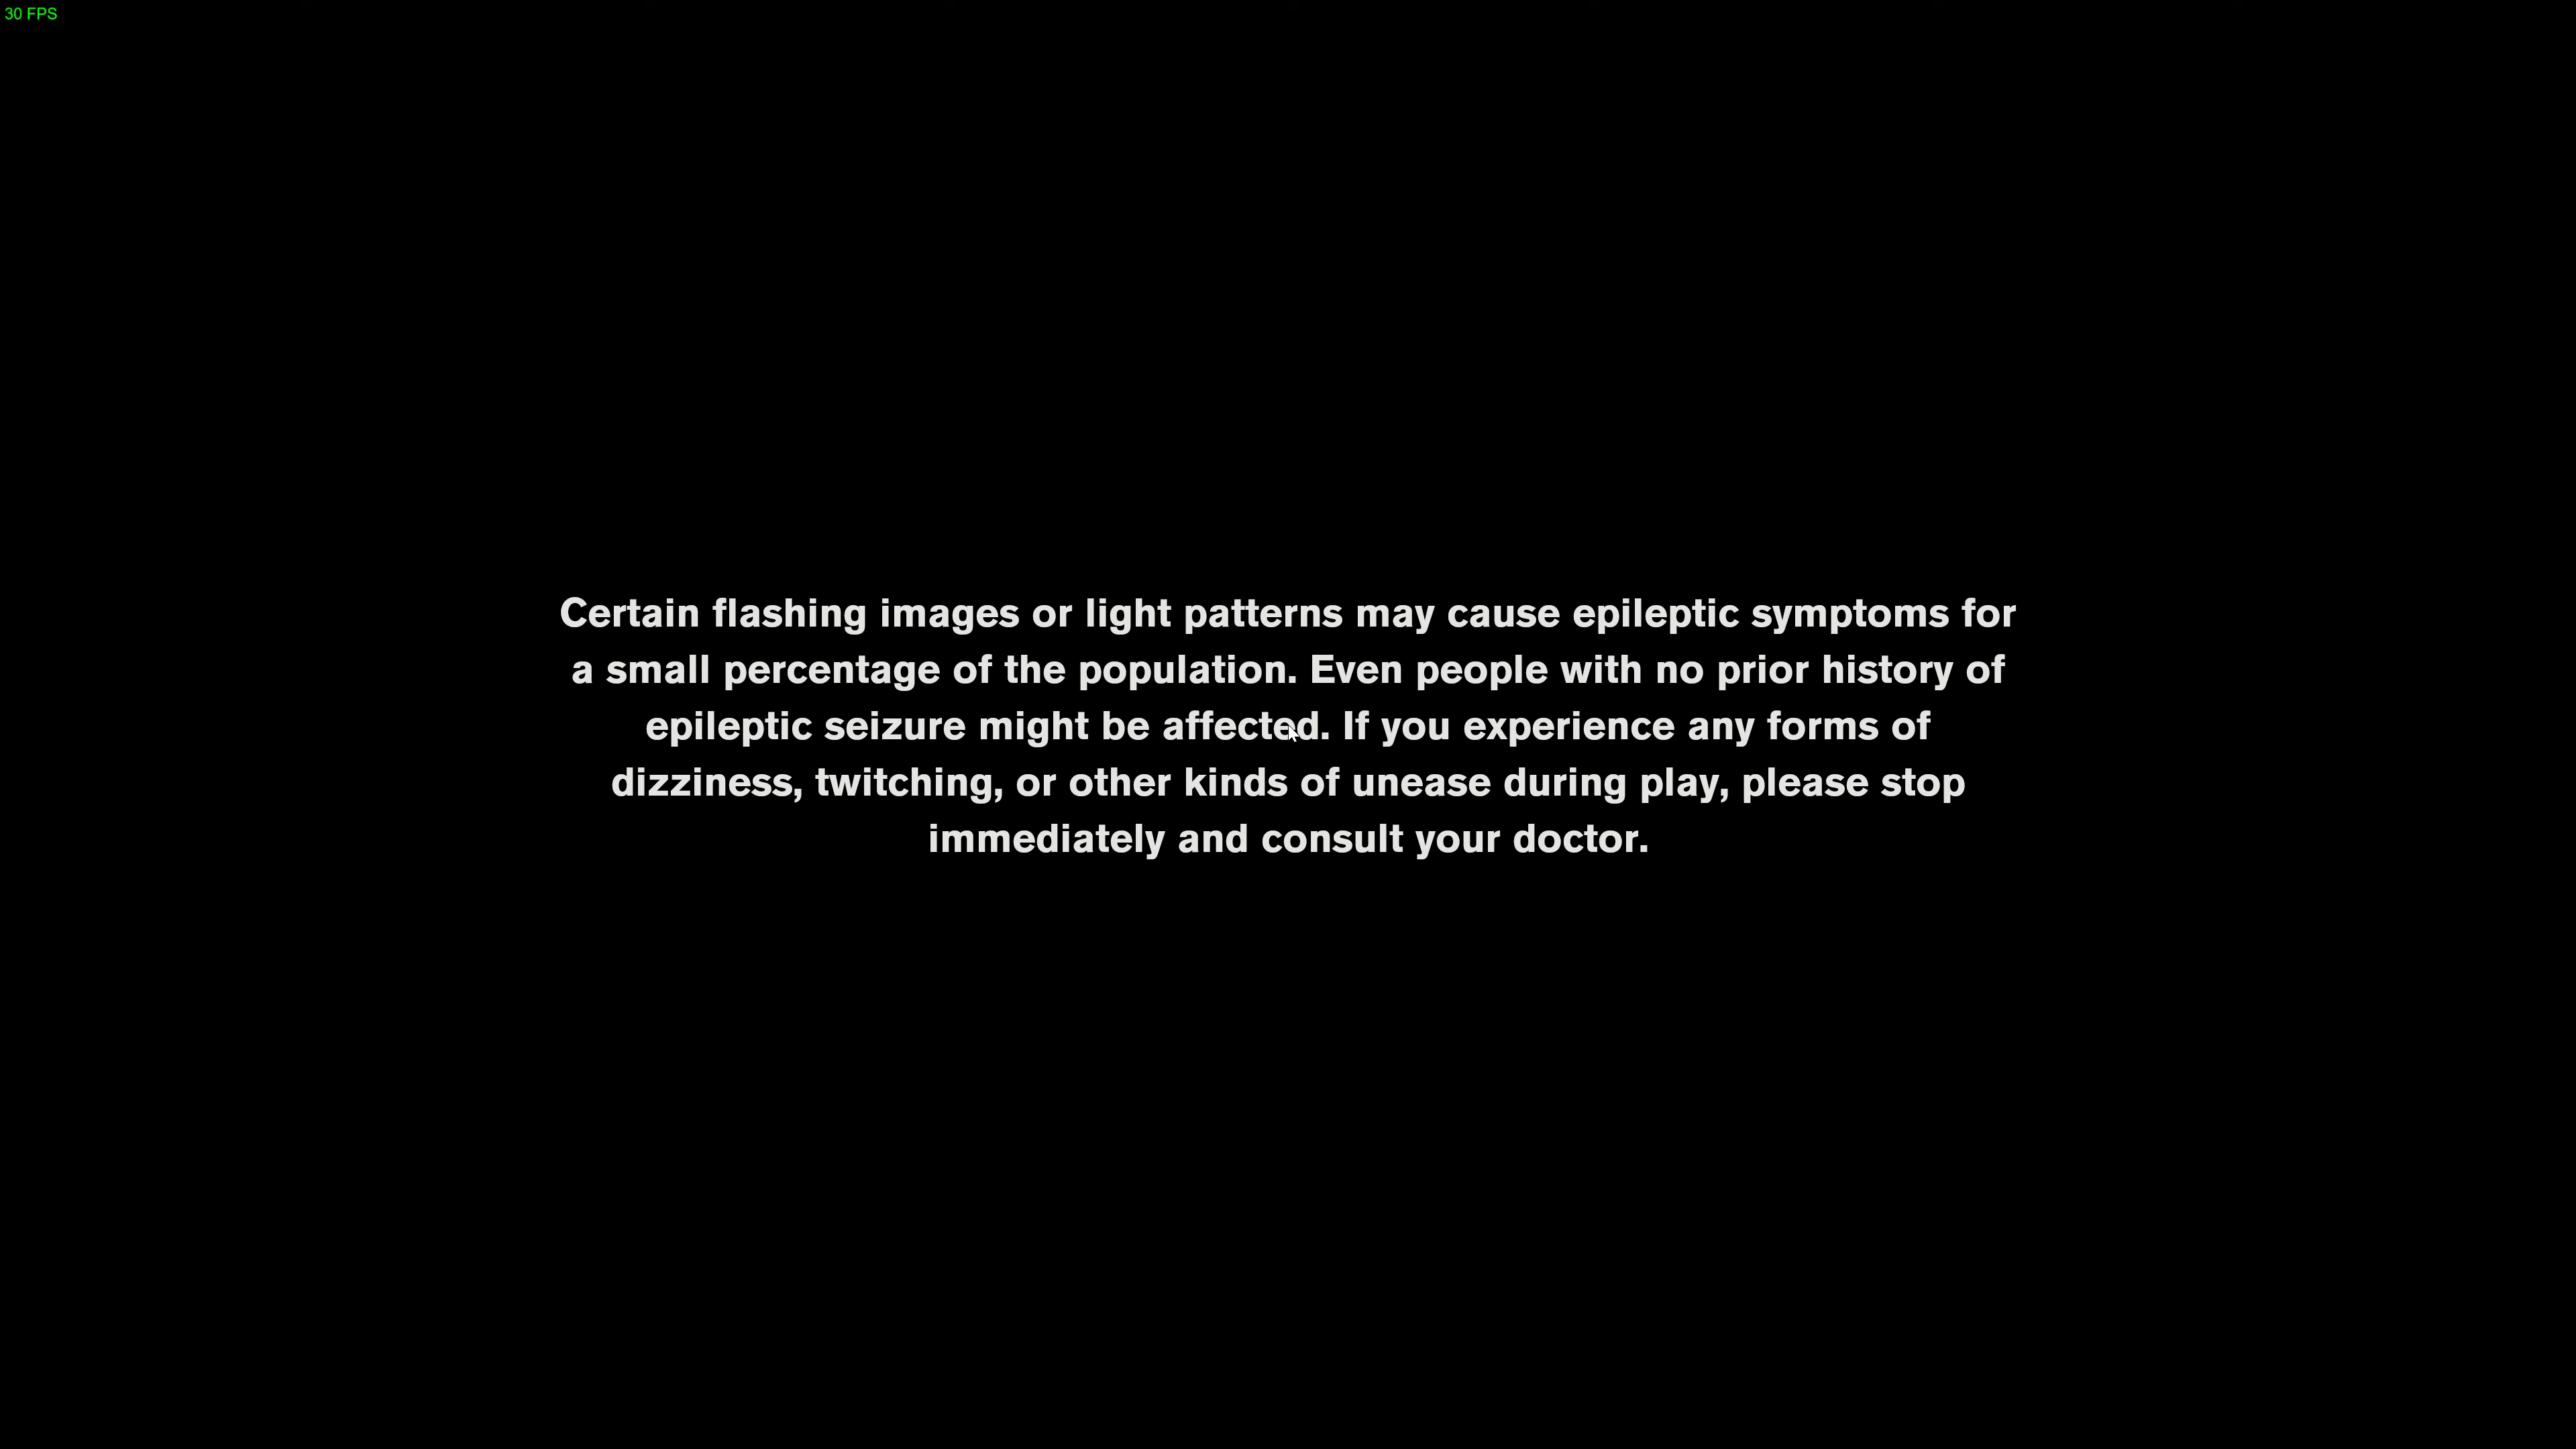 30 FPS
Certain flashing images or light patterns may cause epileptic symptoms for
a small percentage of the population. Even people with no prior history of
epileptic seizure might be affected. If you experience any forms of
dizziness, twitching, or other kinds of unease during play, please stop
immediately and consult your doctor.